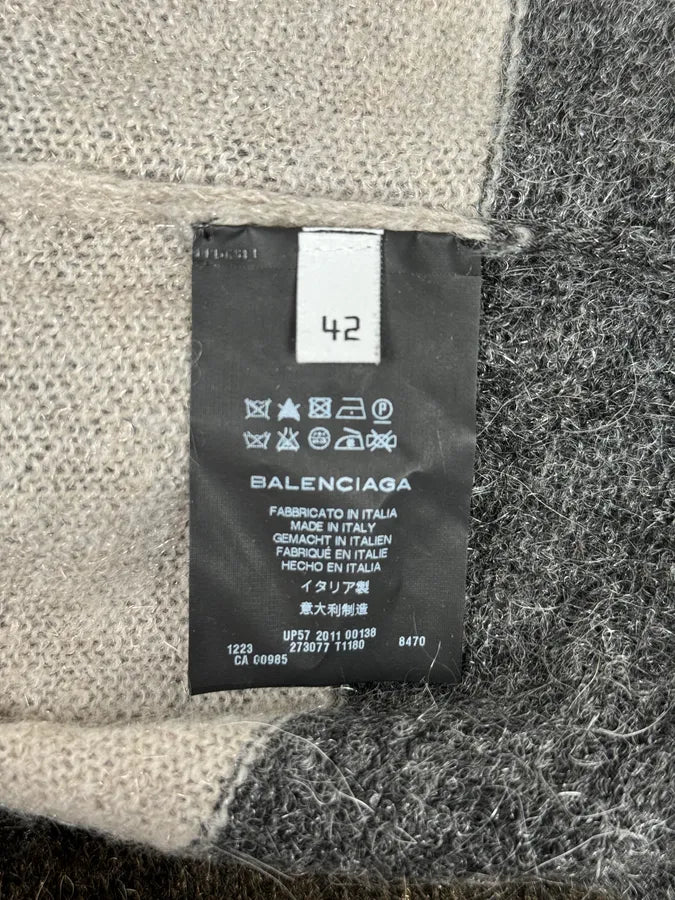 42
P
BALENCIAGA
FABBRICATO IN ITALIA
MADE IN ITALY
GEMACHT IN ITALIEN
FABRIQUÉ EN ITALIE
HECHO EN ITALIA
イタリア製
意大利制造
UP57 2011 00138
1223 273077 T1180 8470
CA 00985